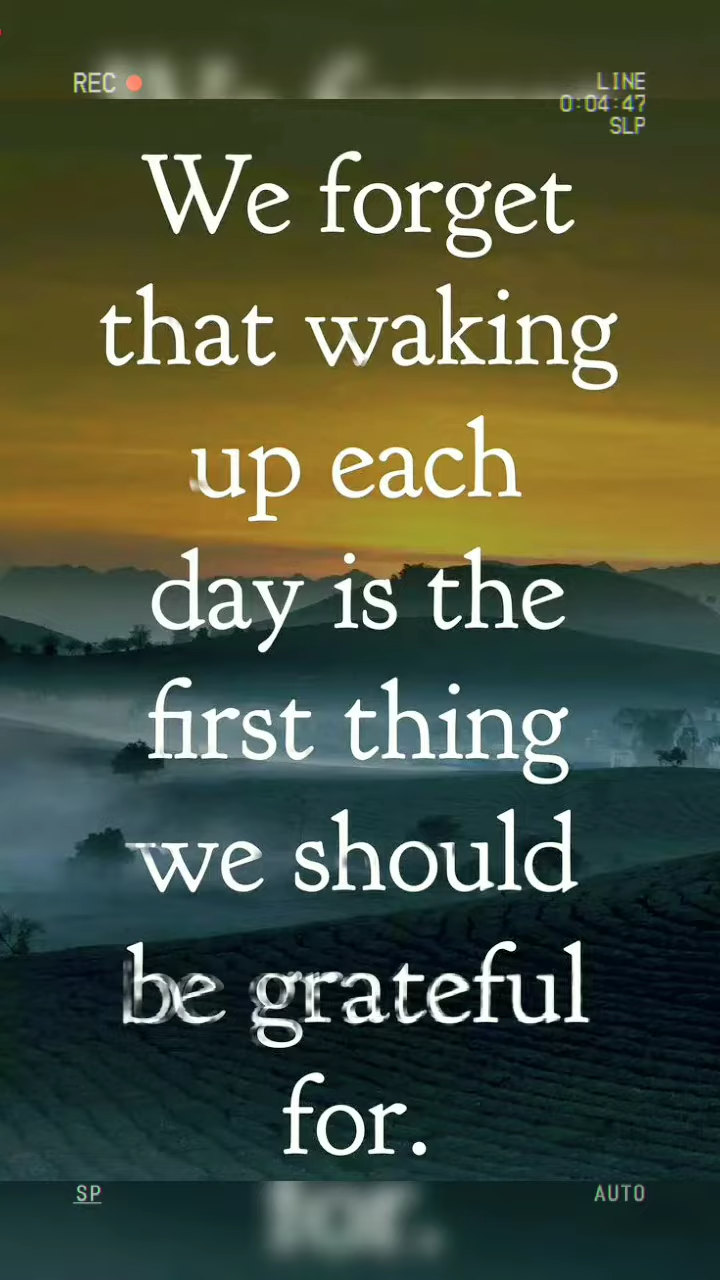 REC
LINE
0:04:47
SLP
We forget
that waking
up each
day is the
first thing
we should
be grateful
for.
SP
AUTO
for.